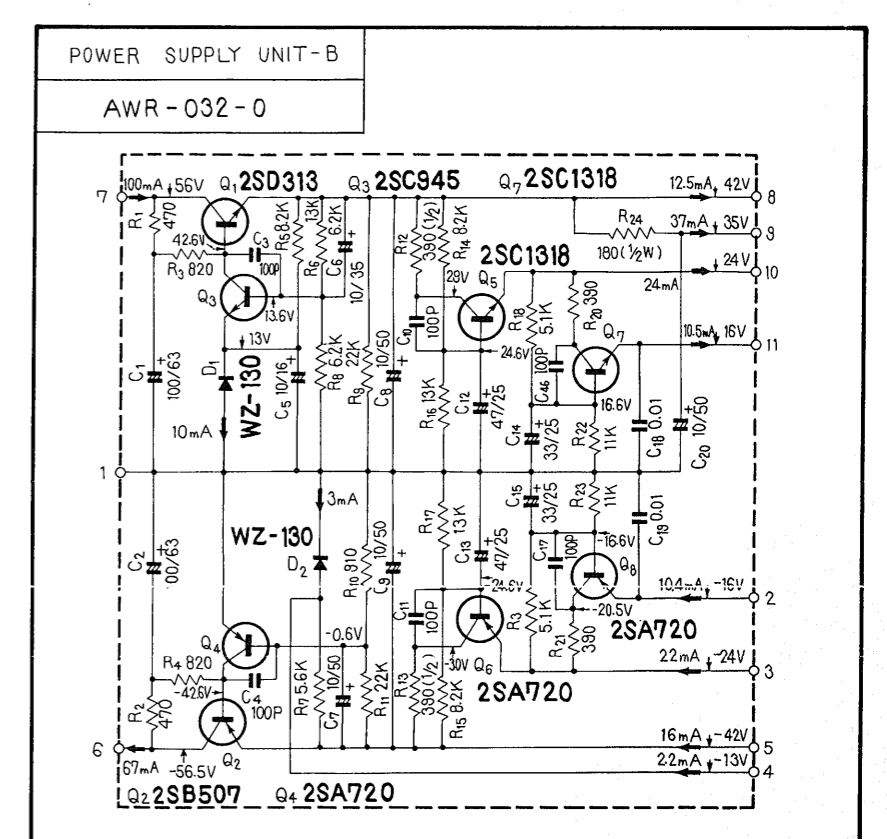 POWER SUPPLY UNIT-B
AWR-032-0
7 100mA 56V Q1 2SD313 Q3 2SC945 Q7 2SC1318 12.5mA 42V 8
R1 470
42.6V
R3 820
C3 100P
R5 8.2K
R6 13K
6.2K
C6 10/35
R12 390(1/2)
R14 8.2K
R24 180(1/2W)
37mA 35V 9
2SC1318
Q5
29V
24V 10
24mA
Q3
13.6V
13V
C10 100P
R18 5.1K
R20 390
Q7
10.5mA 16V 11
24.6V
C46 100P
C1 100/63
D1
WZ-130
C5 10/16
R8 6.2K
R9 22K
C8 10/50
R16 13K
C12 47/25
16.6V
C14 33/25
R22 11K
C18 0.01
C20 10/50
10mA
1
3mA
WZ-130
D2
C2 100/63
R10 910
C9 10/50
R17 13K
C13 47/25
C15 33/25
R23 11K
C19 0.01
-16.6V
C17 100P
Q8
-24.6V
C11 100P
R3 5.1K
10.4mA -16V 2
-20.5V
2SA720
R21 390
Q4
-0.6V
R4 820
-42.6V
C4 100P
R2 470
R7 5.6K
C7 10/50
R11 22K
R13 390(1/2)
R15 8.2K
-30V
Q6
2SA720
22mA -24V 3
6
67mA
-56.5V
Q2
16mA -42V 5
2.2mA -13V 4
Q2 2SB507 Q4 2SA720